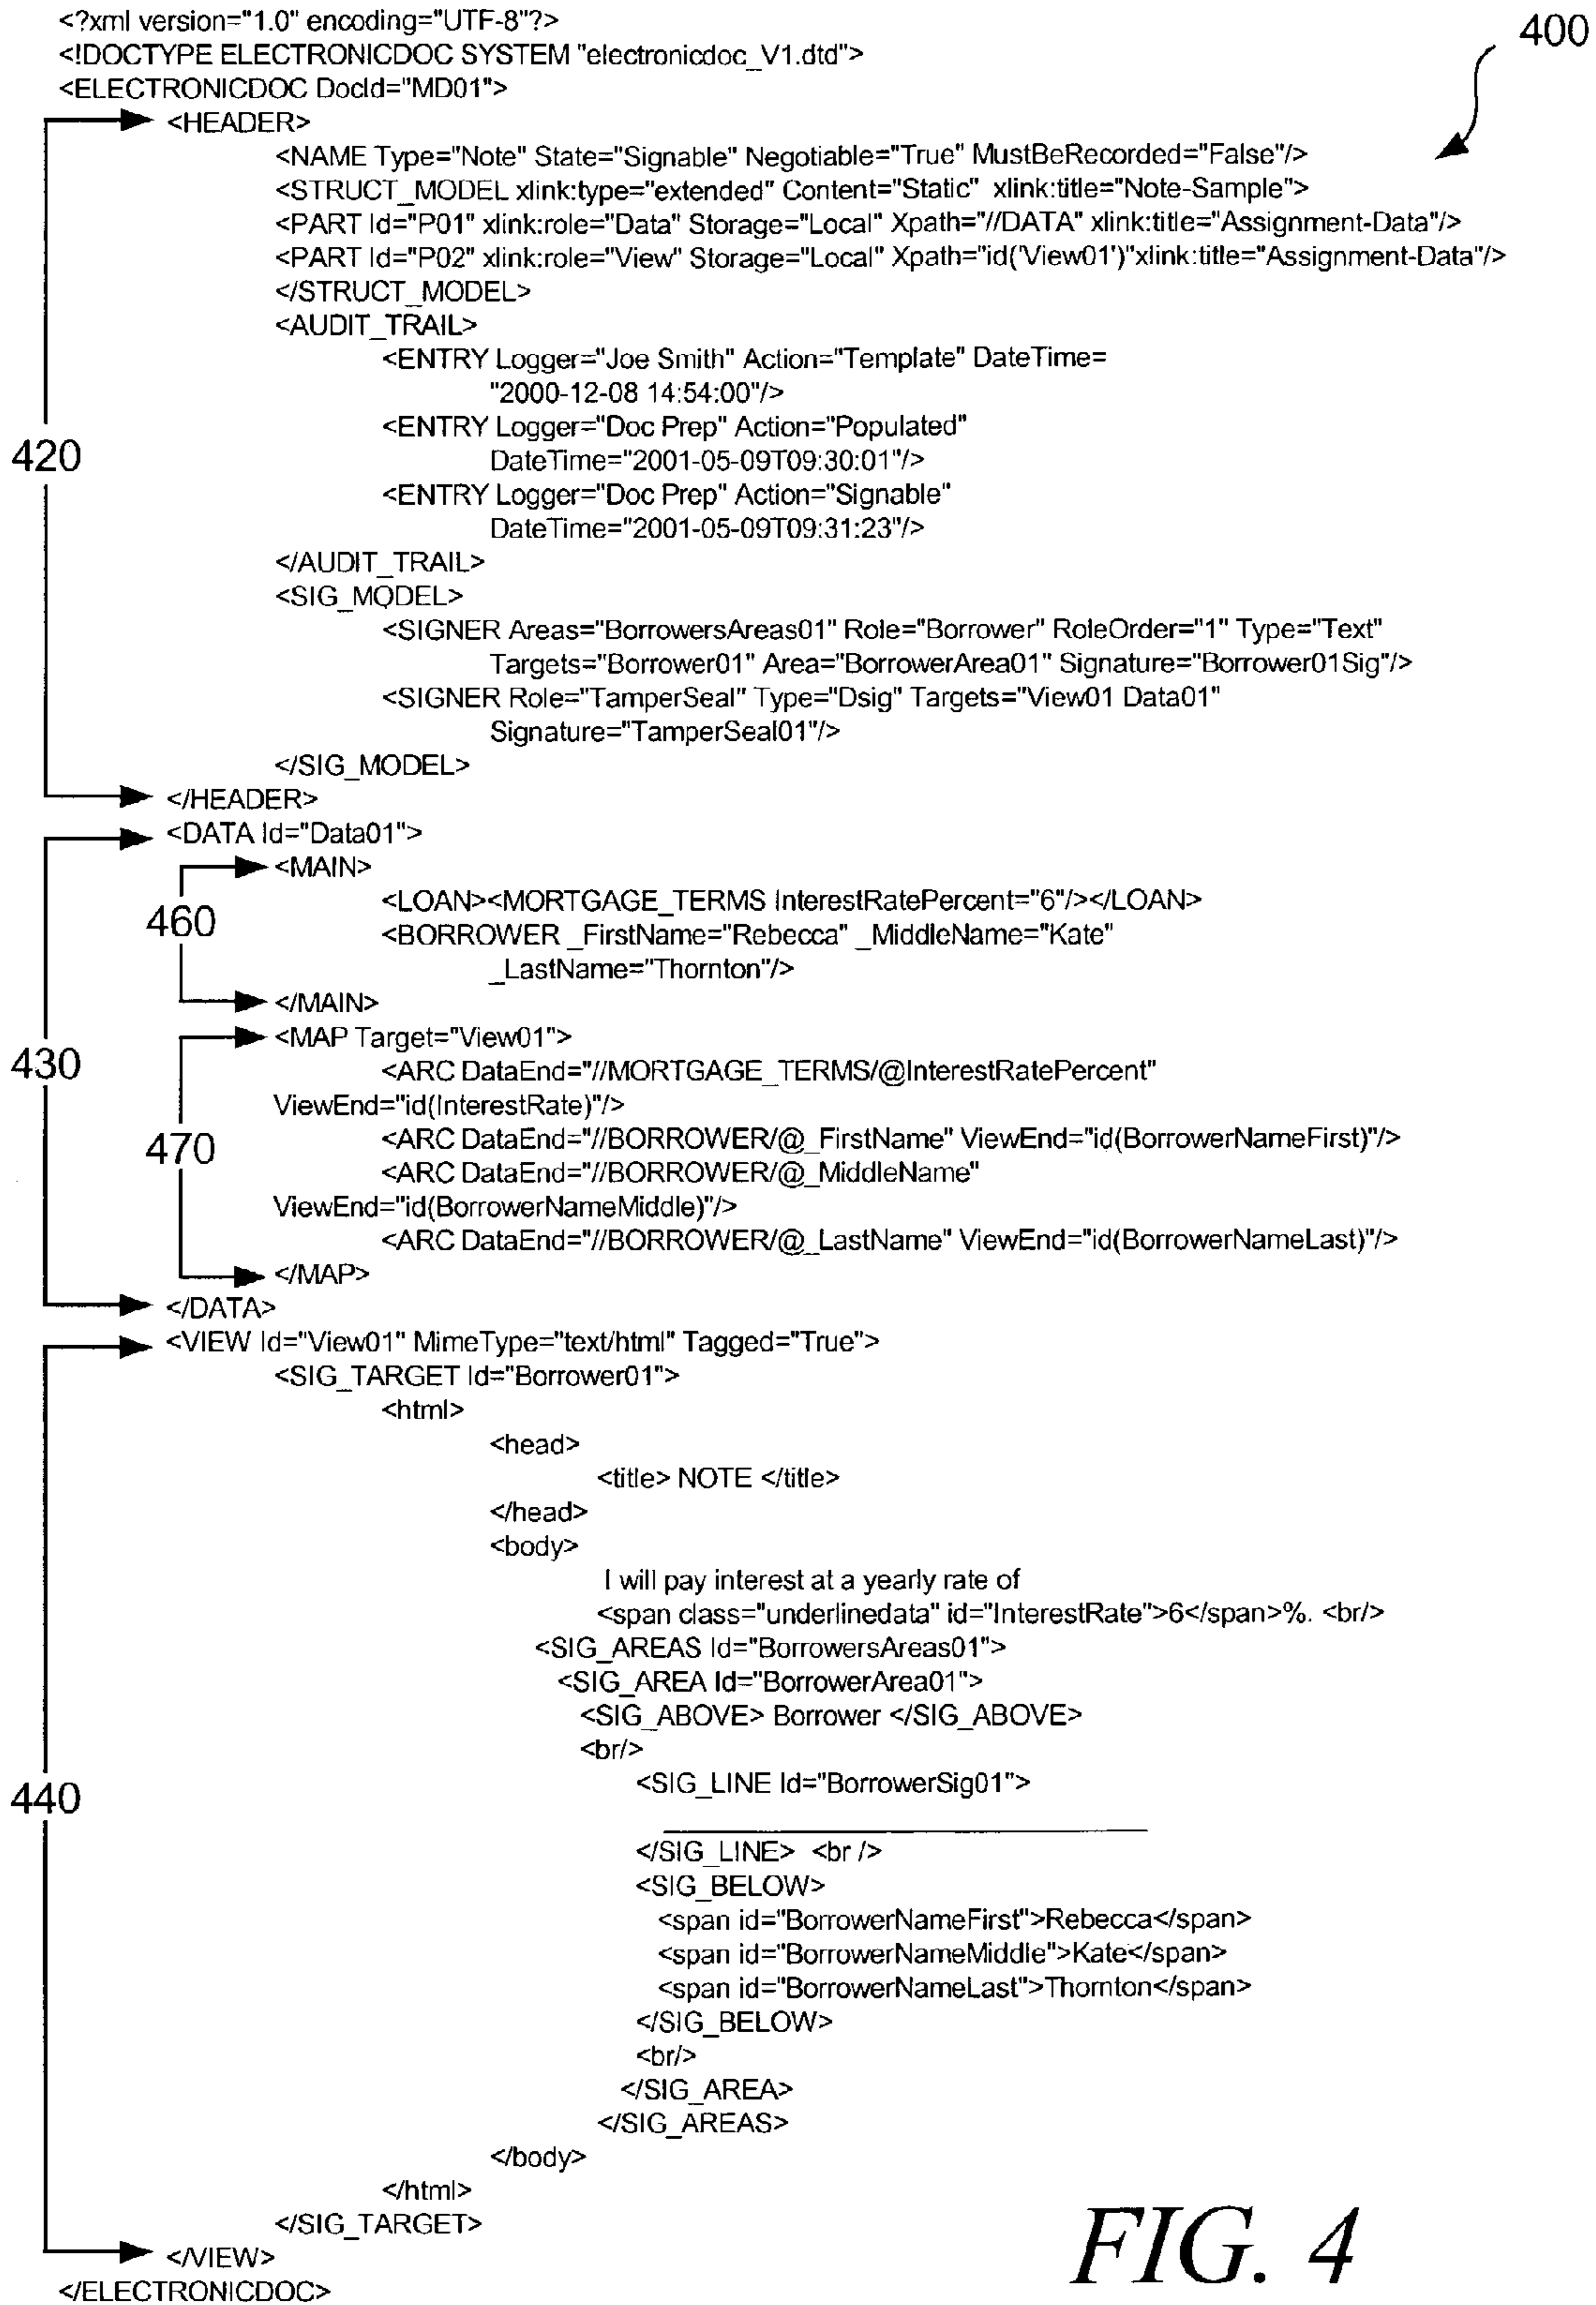 <?xml version="1.0" encoding="UTF-8"?>
400
<!DOCTYPE ELECTRONICDOC SYSTEM "electronicdoc_V1.dtd">
<ELECTRONICDOC DocId="MD01">
<HEADER>
<NAME Type="Note" State="Signable" Negotiable="True" MustBeRecorded="False"/>
<STRUCT_MODEL xlink:type="extended" Content="Static" xlink:title="Note-Sample">
<PART Id="P01" xlink:role="Data" Storage="Local" Xpath="//DATA" xlink:title="Assignment-Data"/>
<PART Id="P02" xlink:role="View" Storage="Local" Xpath="id('View01')"xlink:title="Assignment-Data"/>
</STRUCT_MODEL>
<AUDIT_TRAIL>
<ENTRY Logger="Joe Smith" Action="Template" DateTime=
"2000-12-08 14:54:00"/>
<ENTRY Logger="Doc Prep" Action="Populated"
420
DateTime="2001-05-09T09:30:01"/>
<ENTRY Logger="Doc Prep" Action="Signable"
DateTime="2001-05-09T09:31:23"/>
</AUDIT_TRAIL>
<SIG_MODEL>
<SIGNER Areas="BorrowersAreas01" Role="Borrower" RoleOrder="1" Type="Text"
Targets="Borrower01" Area="BorrowerArea01" Signature="Borrower01Sig"/>
<SIGNER Role="TamperSeal" Type="Dsig" Targets="View01 Data01"
Signature="TamperSeal01"/>
</SIG_MODEL>
</HEADER>
<DATA Id="Data01">
<MAIN>
<LOAN><MORTGAGE_TERMS InterestRatePercent="6"/></LOAN>
460
<BORROWER _FirstName="Rebecca" _MiddleName="Kate"
_LastName="Thornton"/>
</MAIN>
<MAP Target="View01">
430
<ARC DataEnd="//MORTGAGE_TERMS/@InterestRatePercent"
ViewEnd="id(InterestRate)"/>
<ARC DataEnd="//BORROWER/@_FirstName" ViewEnd="id(BorrowerNameFirst)"/>
470
<ARC DataEnd="//BORROWER/@_MiddleName"
ViewEnd="id(BorrowerNameMiddle)"/>
<ARC DataEnd="//BORROWER/@_LastName" ViewEnd="id(BorrowerNameLast)"/>
</MAP>
</DATA>
<VIEW Id="View01" MimeType="text/html" Tagged="True">
<SIG_TARGET Id="Borrower01">
<html>
<head>
<title> NOTE </title>
</head>
<body>
I will pay interest at a yearly rate of
<span class="underlinedata" id="InterestRate">6</span>%. <br/>
<SIG_AREAS Id="BorrowersAreas01">
<SIG_AREA Id="BorrowerArea01">
<SIG_ABOVE> Borrower </SIG_ABOVE>
<br/>
<SIG_LINE Id="BorrowerSig01">
440
</SIG_LINE> <br />
<SIG_BELOW>
<span id="BorrowerNameFirst">Rebecca</span>
<span id="BorrowerNameMiddle">Kate</span>
<span id="BorrowerNameLast">Thornton</span>
</SIG_BELOW>
<br/>
</SIG_AREA>
</SIG_AREAS>
</body>
</html>
</SIG_TARGET>
</VIEW>
</ELECTRONICDOC>
FIG. 4